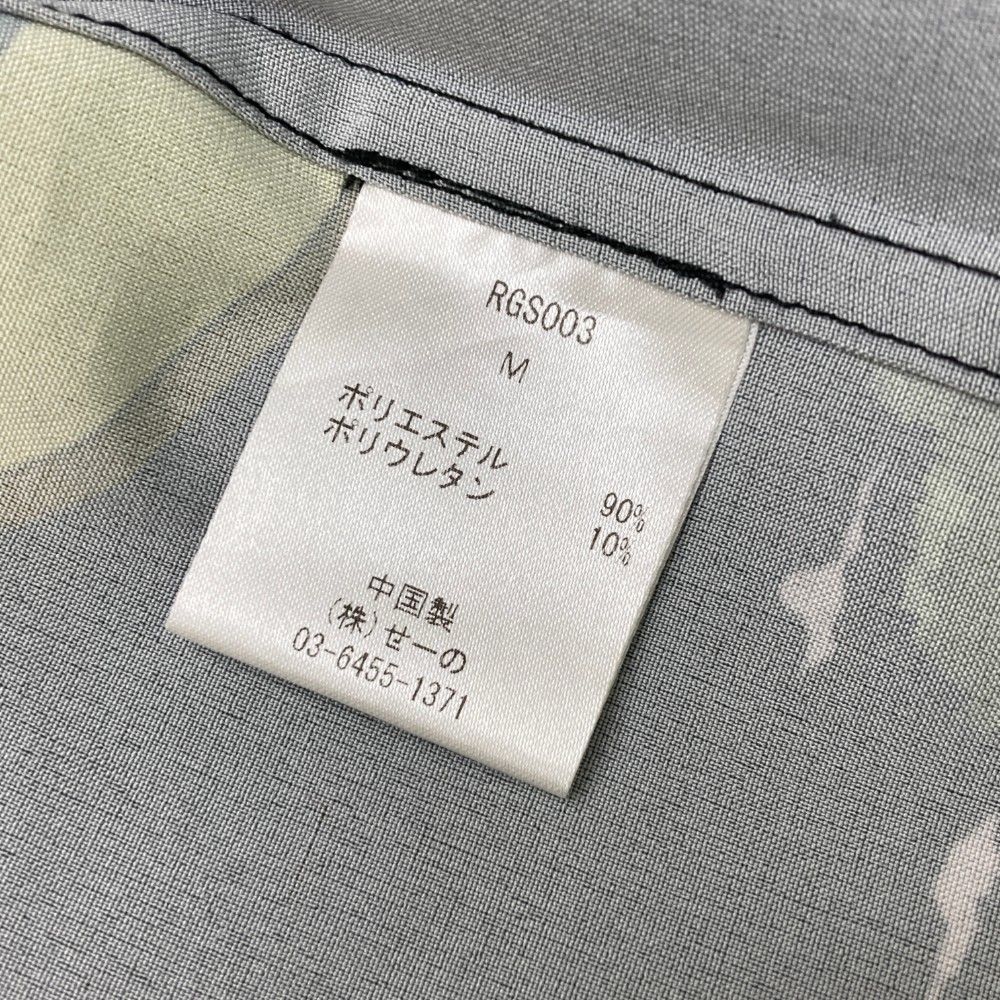 RGS003
M
ポリエステル 90%
ポリウレタン 10%
中国製
(株)せーの
03-6455-1371